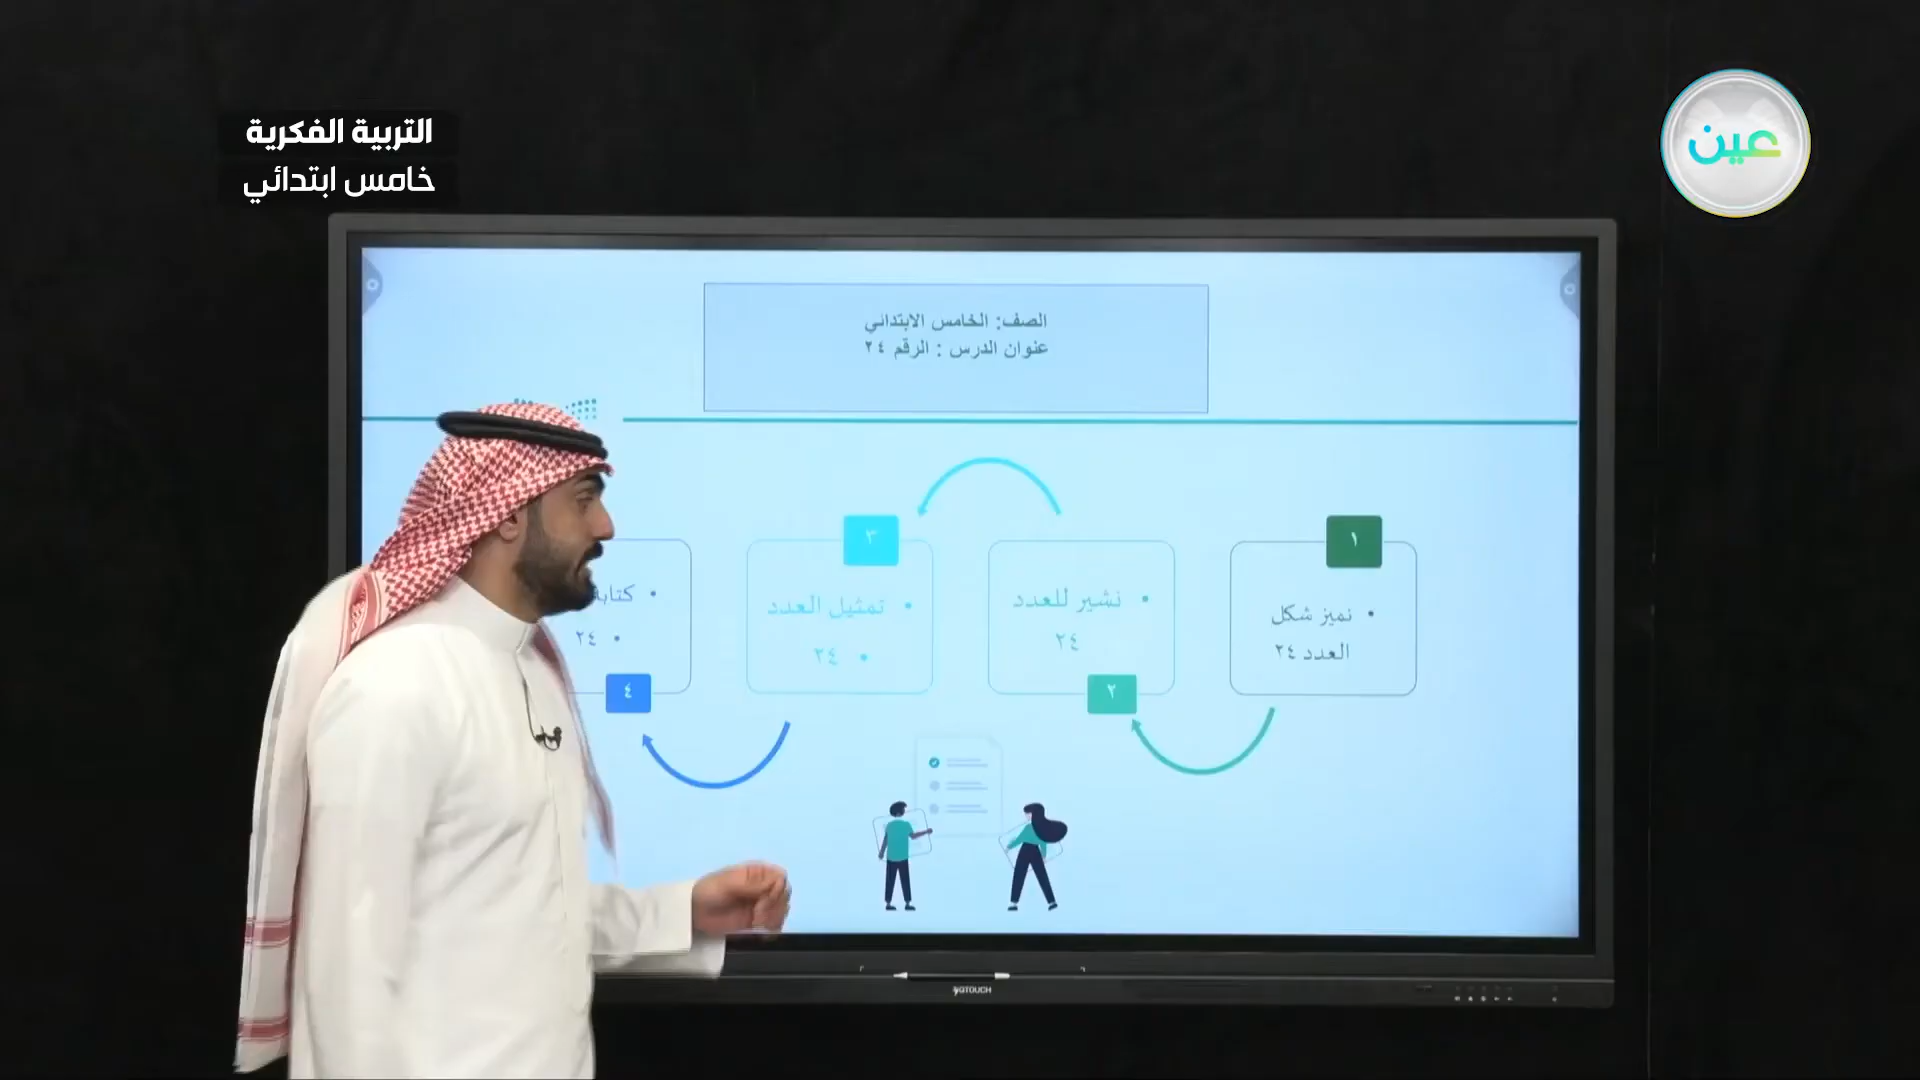 التربية الفكرية
خامس ابتدائي
عين
الصف: الخامس الابتدائي
عنوان الدرس : الرقم ٢٤
١
• نميز شكل
العدد ٢٤
• نشير للعدد
٢٤
٢
٣
• تمثيل العدد
• ٢٤
• كتابة
• ٢٤
٤